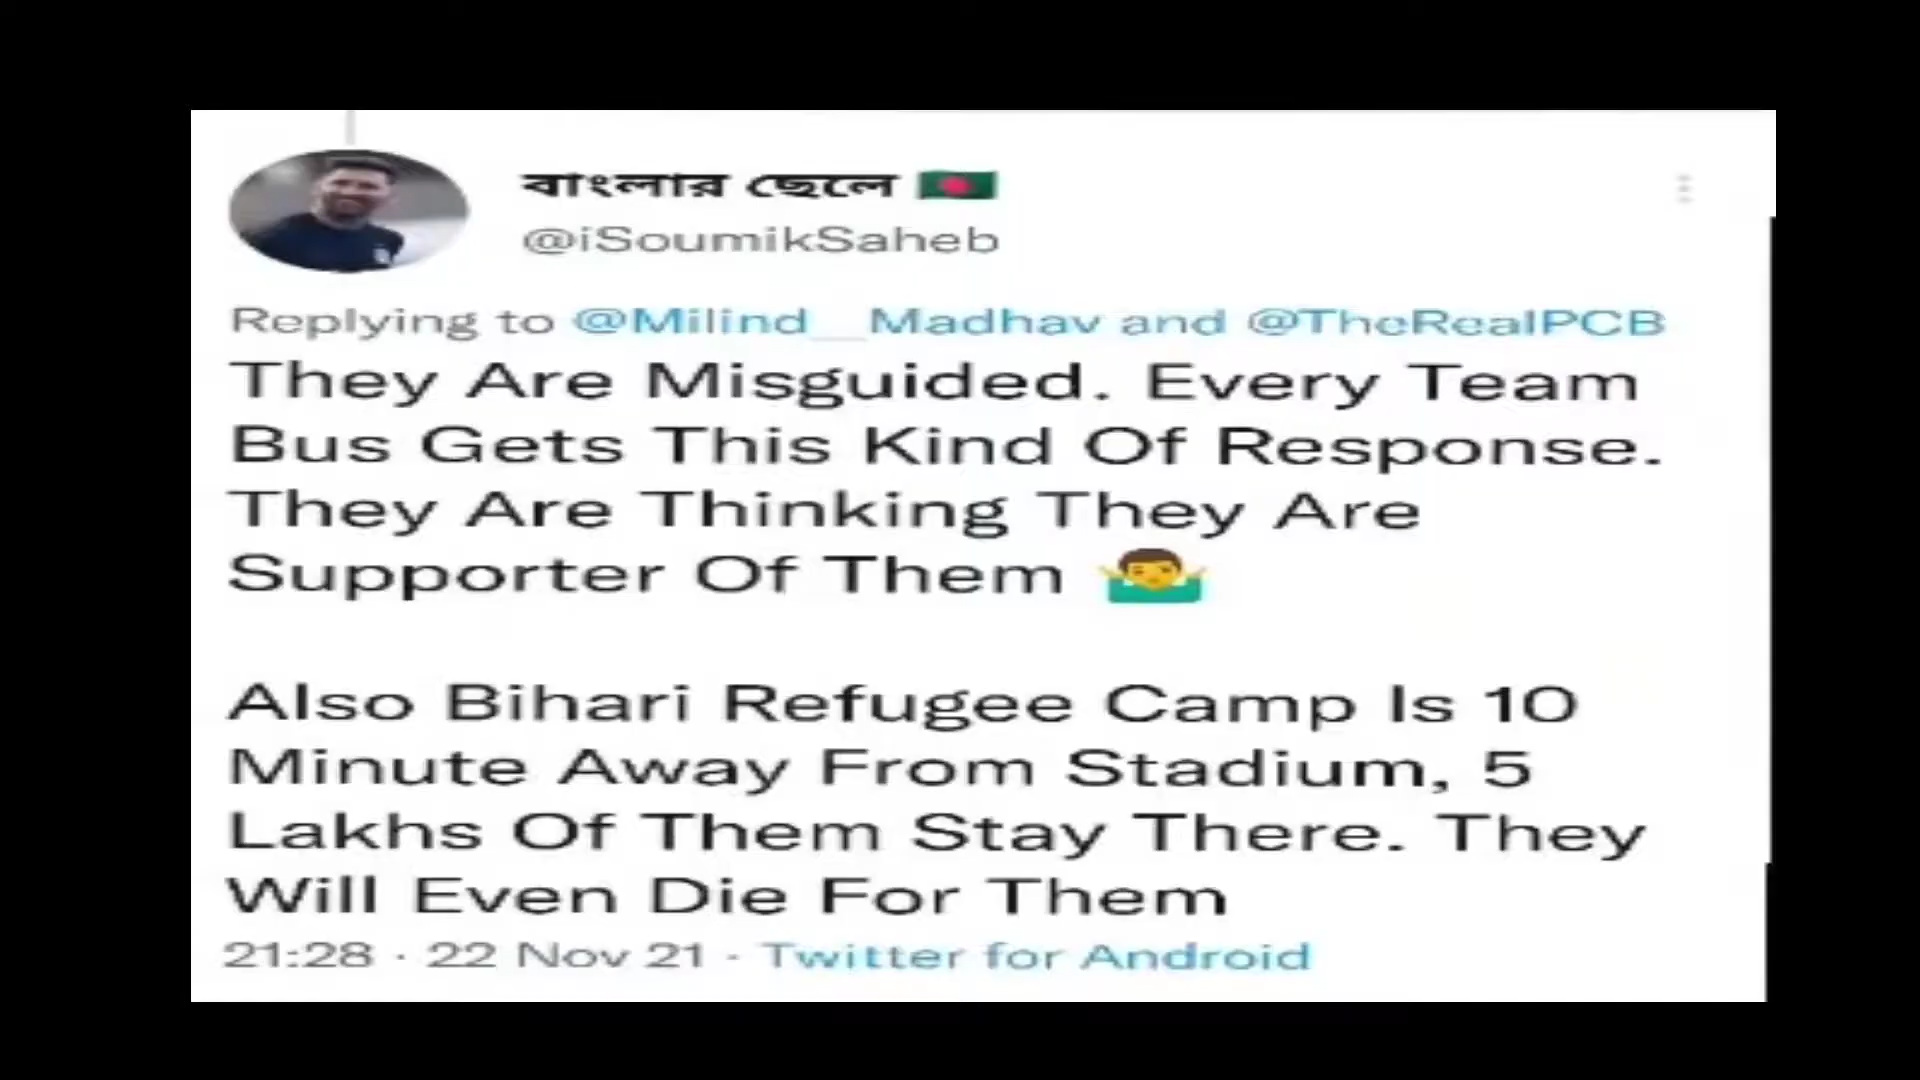 বাংলার ছেলে 🇧🇩
@iSoumikSaheb
Replying to @Milind__Madhav and @TheRealPCB
They Are Misguided. Every Team
Bus Gets This Kind Of Response.
They Are Thinking They Are
Supporter Of Them 🤷‍♂️
Also Bihari Refugee Camp Is 10
Minute Away From Stadium, 5
Lakhs Of Them Stay There. They
Will Even Die For Them
21:28 · 22 Nov 21 · Twitter for Android